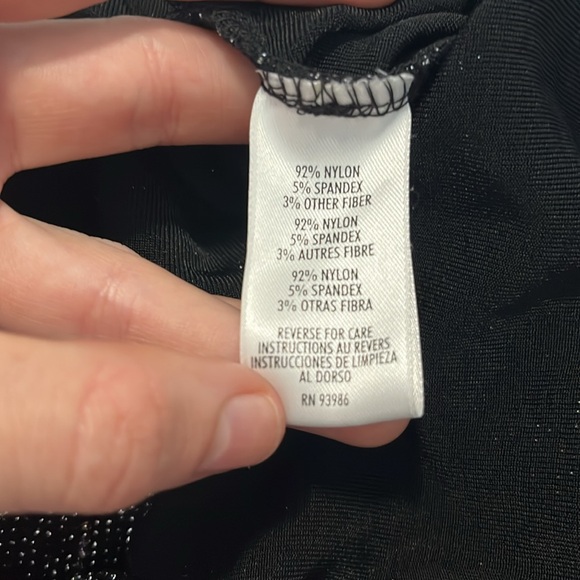 92% NYLON
5% SPANDEX
3% OTHER FIBER
92% NYLON
5% SPANDEX
3% AUTRES FIBRE
92% NYLON
5% SPANDEX
3% OTRAS FIBRA
REVERSE FOR CARE
INSTRUCTIONS AU REVERS
INSTRUCCIONES DE LIMPIEZA
AL DORSO
RN 93986